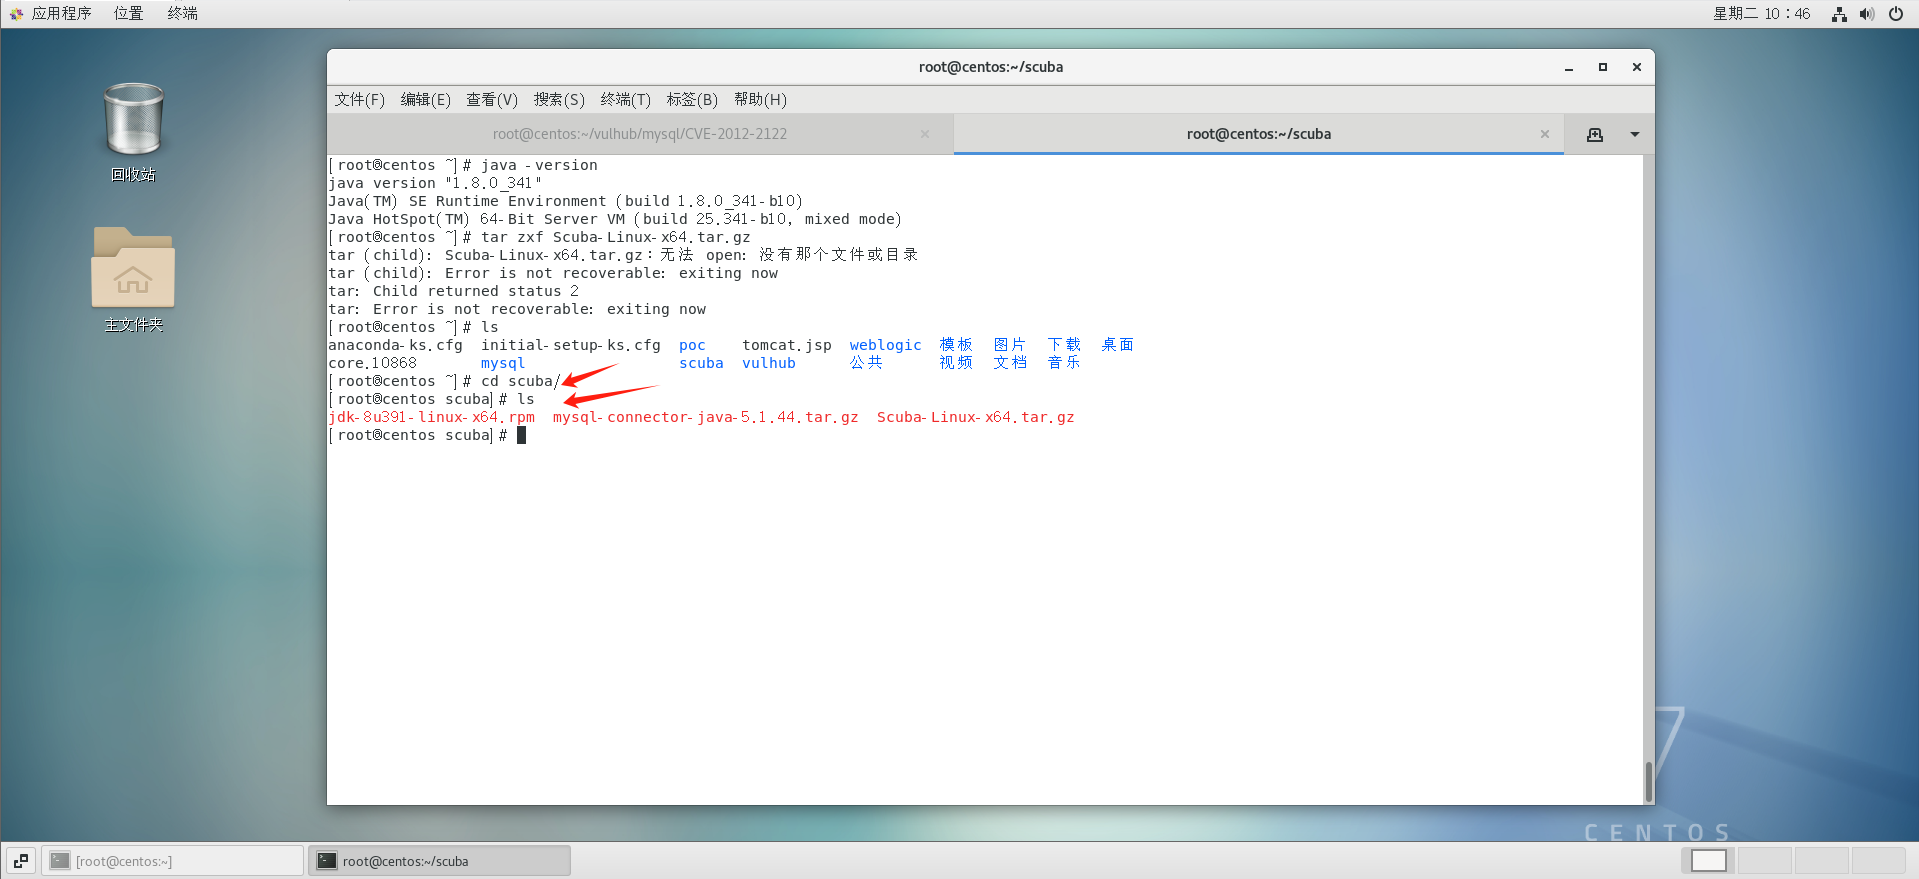 应用程序 位置 终端 星期二 10：46
root@centos:~/scuba
文件(F) 编辑(E) 查看(V) 搜索(S) 终端(T) 标签(B) 帮助(H)
root@centos:~/vulhub/mysql/CVE-2012-2122 root@centos:~/scuba
[root@centos ~]# java -version
java version "1.8.0_341"
Java(TM) SE Runtime Environment (build 1.8.0_341-b10)
Java HotSpot(TM) 64-Bit Server VM (build 25.341-b10, mixed mode)
[root@centos ~]# tar zxf Scuba-Linux-x64.tar.gz
tar (child): Scuba-Linux-x64.tar.gz：无法 open: 没有那个文件或目录
tar (child): Error is not recoverable: exiting now
tar: Child returned status 2
tar: Error is not recoverable: exiting now
[root@centos ~]# ls
anaconda-ks.cfg initial-setup-ks.cfg poc tomcat.jsp weblogic 模板 图片 下载 桌面
core.10868 mysql scuba vulhub 公共 视频 文档 音乐
[root@centos ~]# cd scuba/
[root@centos scuba]# ls
jdk-8u391-linux-x64.rpm mysql-connector-java-5.1.44.tar.gz Scuba-Linux-x64.tar.gz
[root@centos scuba]#
回收站
主文件夹
7
CENTOS
[root@centos:~] root@centos:~/scuba